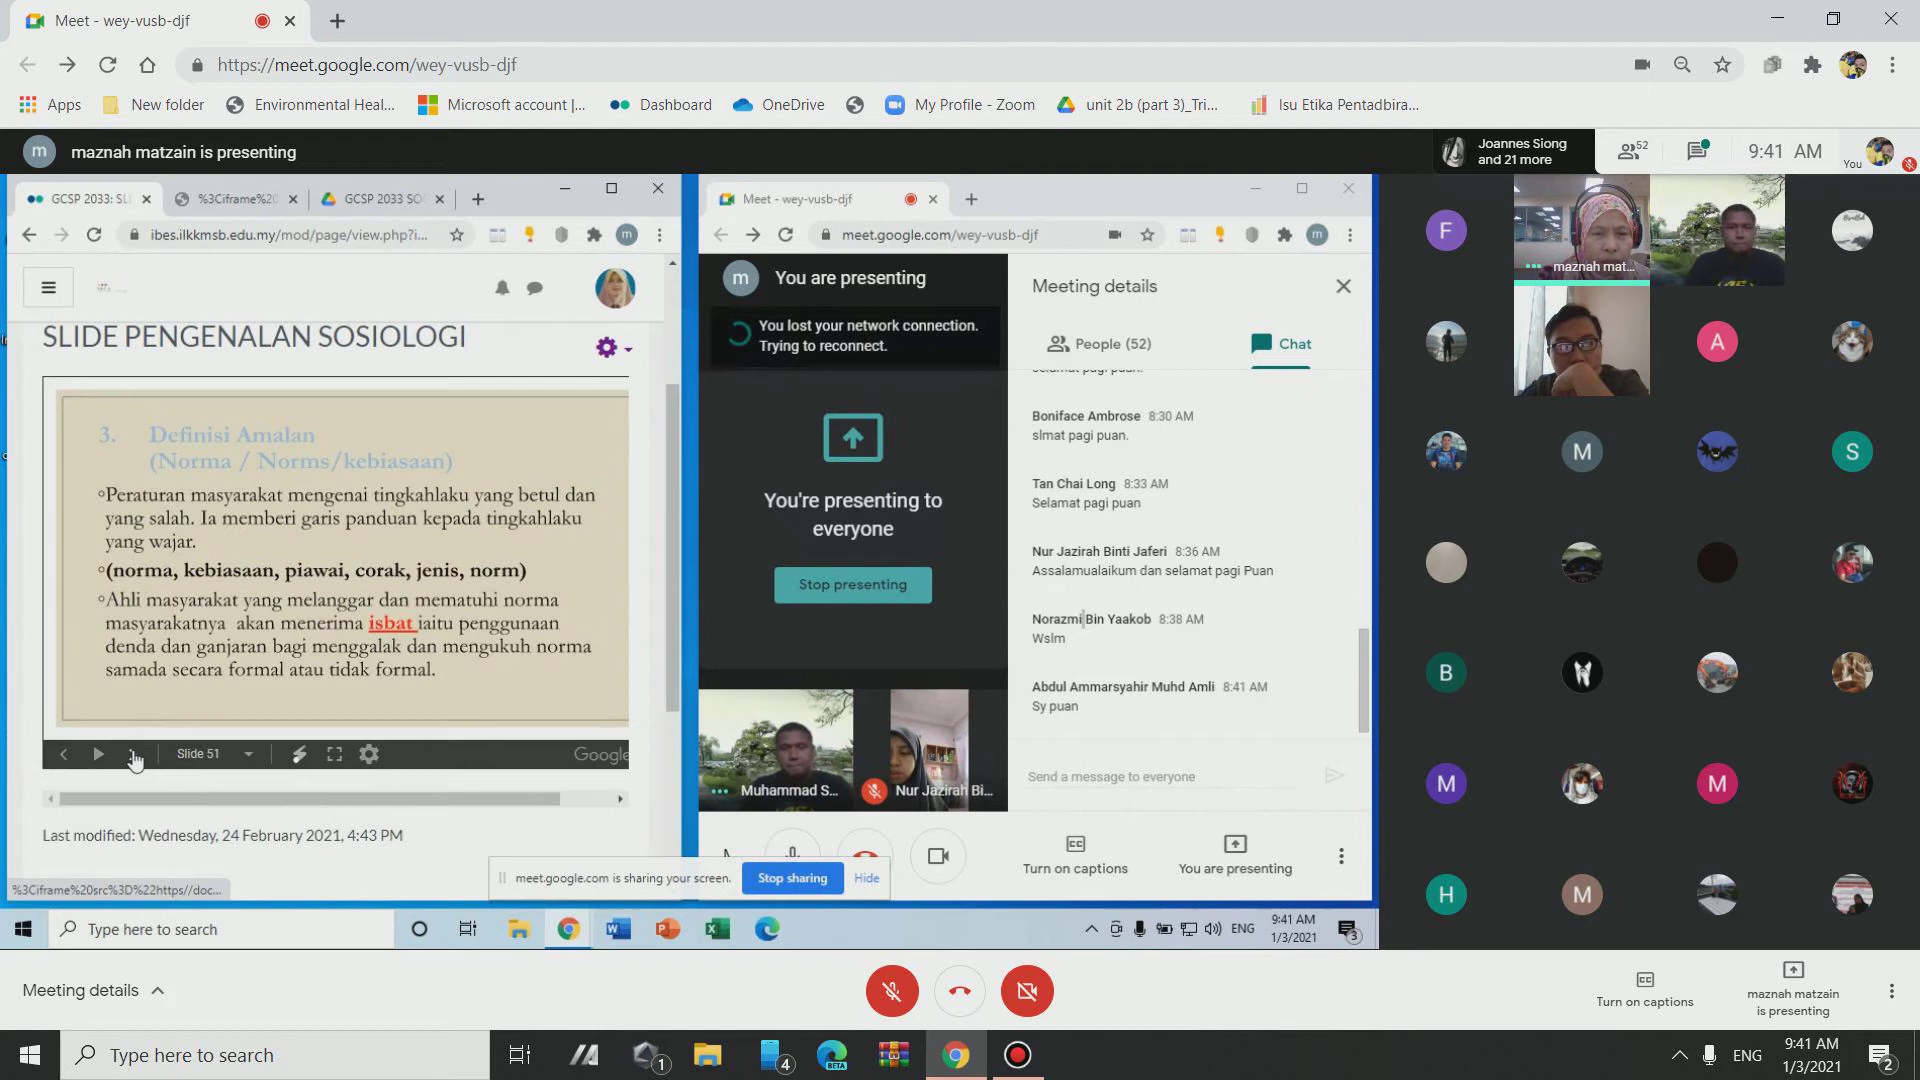 Meet - wey-vusb-djf
https://meet.google.com/wey-vusb-djf
Apps
New folder
Environmental Heal...
Microsoft account |...
Dashboard
OneDrive
My Profile - Zoom
unit 2b (part 3)_Tri...
Isu Etika Pentadbira...
m
maznah matzain is presenting
Joannes Siong
and 21 more
52
9:41 AM
You
GCSP 2033: SLI
%3Ciframe%20
GCSP 2033 SOC
ibes.ilkkmsb.edu.my/mod/page/view.php?i...
m
SLIDE PENGENALAN SOSIOLOGI
3. Definisi Amalan
(Norma / Norms/kebiasaan)
°Peraturan masyarakat mengenai tingkahlaku yang betul dan
yang salah. Ia memberi garis panduan kepada tingkahlaku
yang wajar.
°(norma, kebiasaan, piawai, corak, jenis, norm)
°Ahli masyarakat yang melanggar dan mematuhi norma
masyarakatnya akan menerima isbat iaitu penggunaan
denda dan ganjaran bagi menggalak dan mengukuh norma
samada secara formal atau tidak formal.
Slide 51
Google
Last modified: Wednesday, 24 February 2021, 4:43 PM
%3Ciframe%20src%3D%22https//doc...
Meet - wey-vusb-djf
meet.google.com/wey-vusb-djf
m
m
You are presenting
You lost your network connection.
Trying to reconnect.
You're presenting to
everyone
Stop presenting
Muhammad S...
Nur Jazirah Bi...
Meeting details
People (52)
Chat
Selamat pagi puan.
Boniface Ambrose 8:30 AM
slmat pagi puan.
Tan Chai Long 8:33 AM
Selamat pagi puan
Nur Jazirah Binti Jaferi 8:36 AM
Assalamualaikum dan selamat pagi Puan
Norazmi Bin Yaakob 8:38 AM
Wslm
Abdul Ammarsyahir Muhd Amli 8:41 AM
Sy puan
Send a message to everyone
Turn on captions
You are presenting
meet.google.com is sharing your screen.
Stop sharing
Hide
Type here to search
ENG
9:41 AM
1/3/2021
3
F
maznah mat...
A
M
S
B
M
M
H
M
Meeting details
Turn on captions
maznah matzain
is presenting
Type here to search
1
4
BETA
ENG
9:41 AM
1/3/2021
2